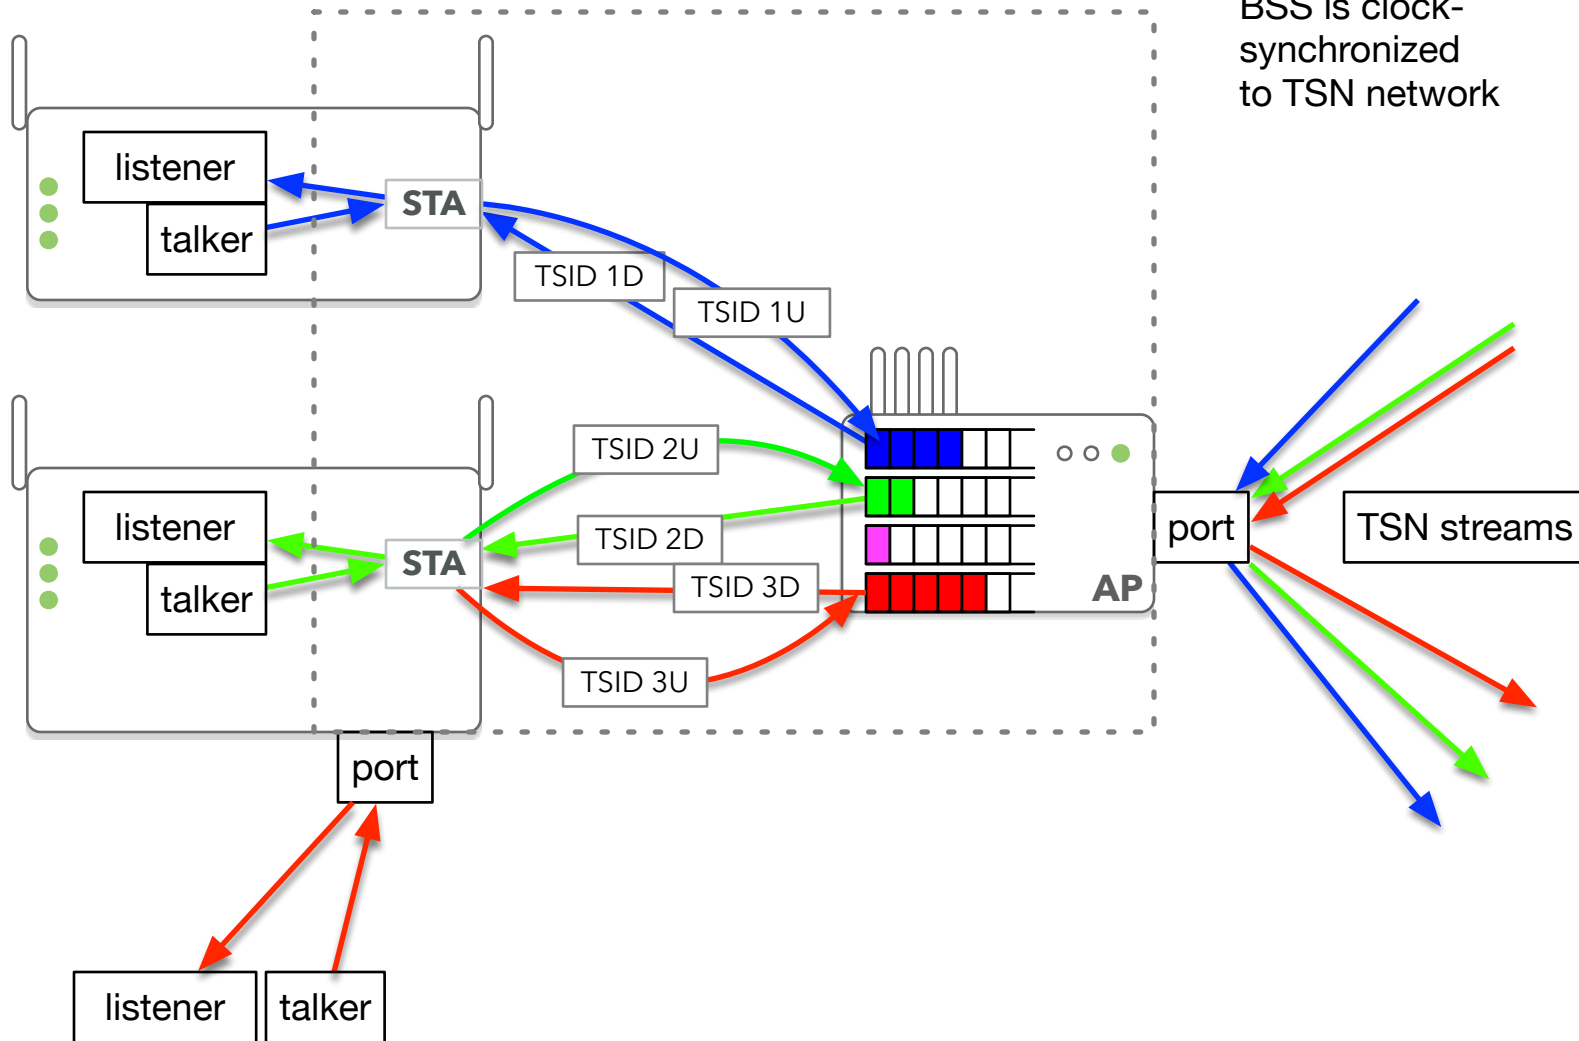 BSS is clock-
synchronized
to TSN network
listener
STA
talker
TSID 1D
TSID 1U
TSID 2U
listener
TSID 2D
port
TSN streams
STA
talker
TSID 3D
AP
TSID 3U
port
listener
talker